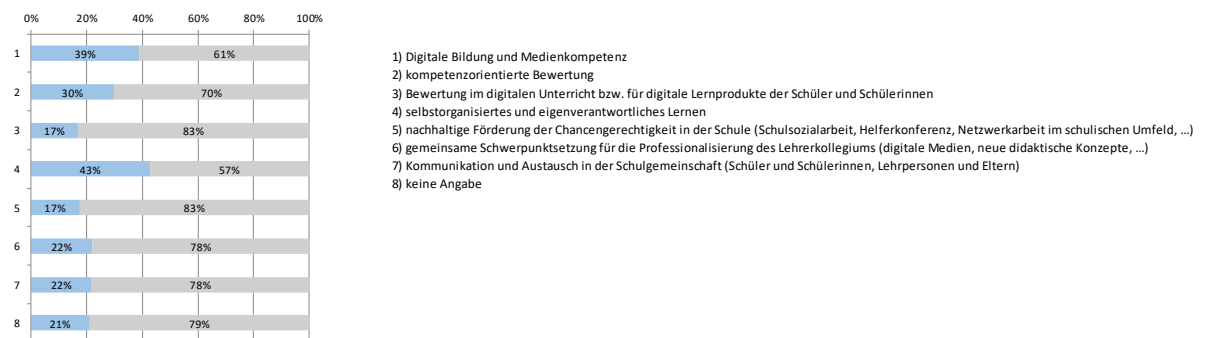 0% 20% 40% 60% 80% 100%
1 39% 61%
2 30% 70%
3 17% 83%
4 43% 57%
5 17% 83%
6 22% 78%
7 22% 78%
8 21% 79%
1) Digitale Bildung und Medienkompetenz
2) kompetenzorientierte Bewertung
3) Bewertung im digitalen Unterricht bzw. für digitale Lernprodukte der Schüler und Schülerinnen
4) selbstorganisiertes und eigenverantwortliches Lernen
5) nachhaltige Förderung der Chancengerechtigkeit in der Schule (Schulsozialarbeit, Helferkonferenz, Netzwerkarbeit im schulischen Umfeld, …)
6) gemeinsame Schwerpunktsetzung für die Professionalisierung des Lehrerkollegiums (digitale Medien, neue didaktische Konzepte, …)
7) Kommunikation und Austausch in der Schulgemeinschaft (Schüler und Schülerinnen, Lehrpersonen und Eltern)
8) keine Angabe